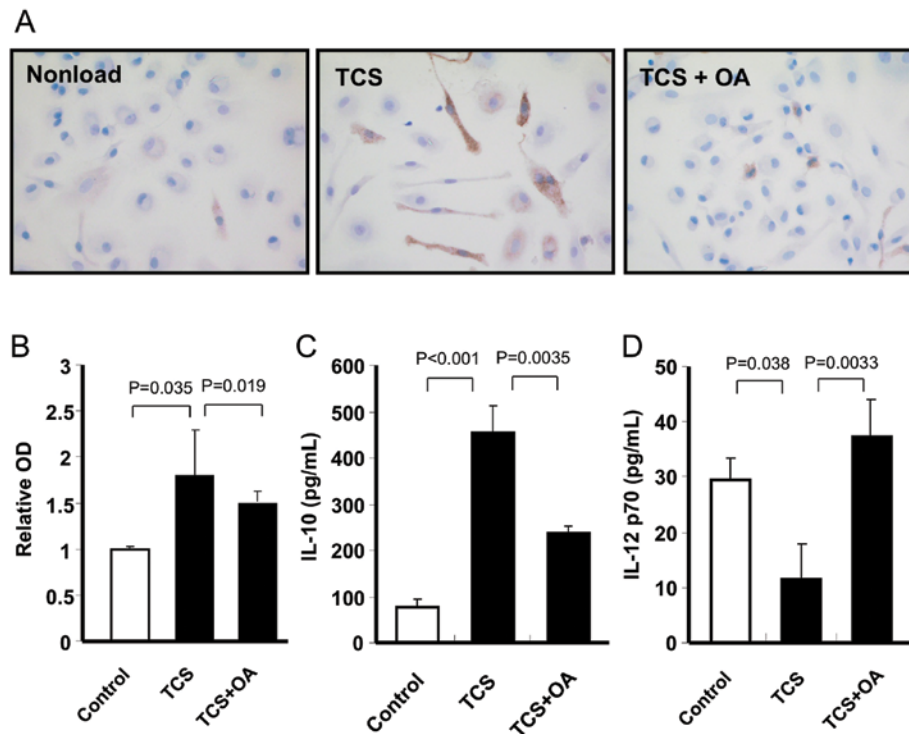 A
Nonload
TCS
TCS + OA
B
3
2.5
2
1.5
1
0.5
0
Relative OD
P=0.035
P=0.019
Control
TCS
TCS+OA
C
600
500
400
300
200
100
0
IL-10 (pg/mL)
P<0.001
P=0.0035
Control
TCS
TCS+OA
D
50
40
30
20
10
0
IL-12 p70 (pg/mL)
P=0.038
P=0.0033
Control
TCS
TCS+OA